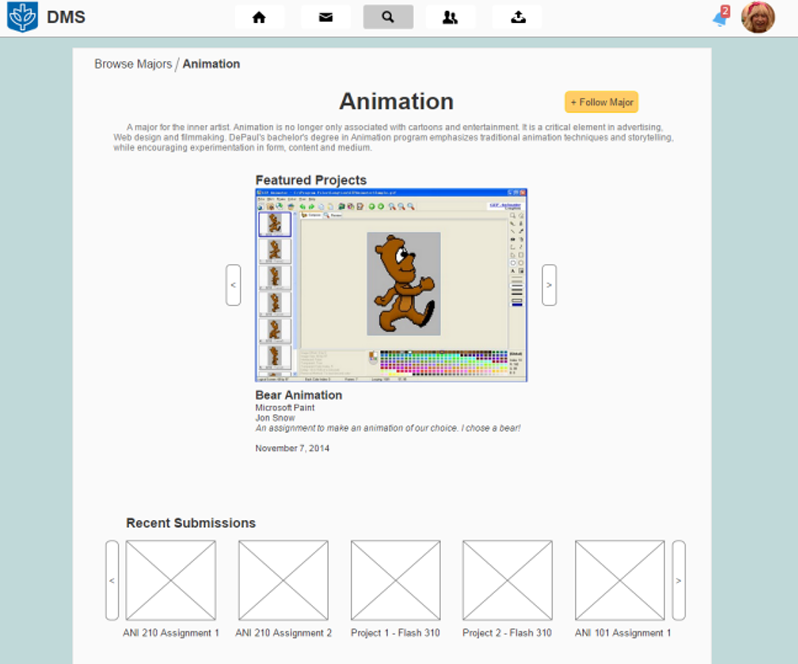 DMS
2
Browse Majors / Animation
Animation
+ Follow Major
A major for the inner artist. Animation is no longer only associated with cartoons and entertainment. It is a critical element in advertising,
Web design and filmmaking. DePaul's bachelor's degree in Animation program emphasizes traditional animation techniques and storytelling,
while encouraging experimentation in form, content and medium.
Featured Projects
<
>
Bear Animation
Microsoft Paint
Jon Snow
An assignment to make an animation of our choice. I chose a bear!
November 7, 2014
Recent Submissions
<
>
ANI 210 Assignment 1 ANI 210 Assignment 2 Project 1 - Flash 310 Project 2 - Flash 310 ANI 101 Assignment 1